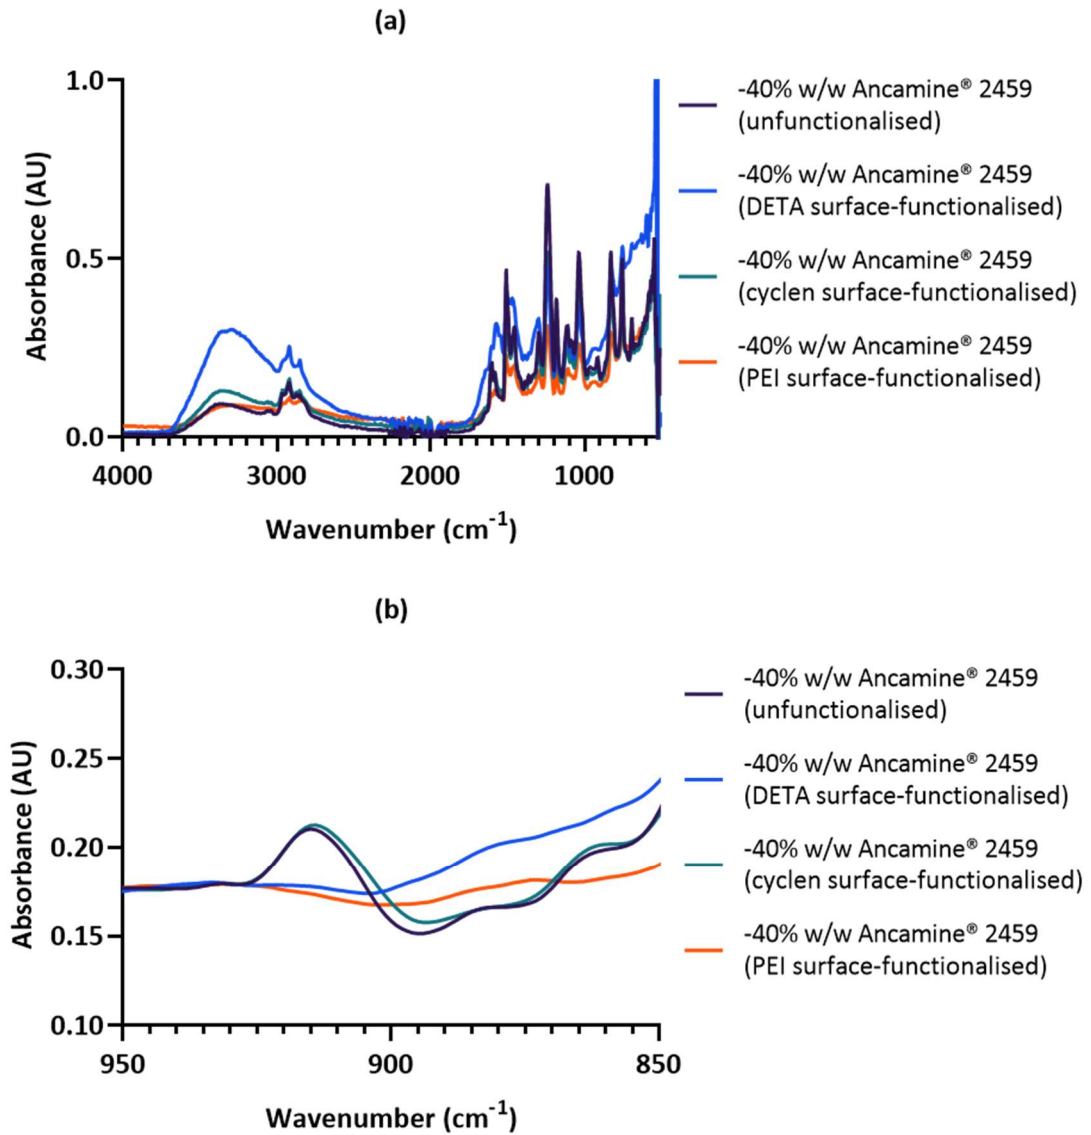 (a)
1.0
0.5
0.0
Absorbance (AU)
4000 3000 2000 1000
Wavenumber (cm⁻¹)
-40% w/w Ancamine® 2459
(unfunctionalised)
-40% w/w Ancamine® 2459
(DETA surface-functionalised)
-40% w/w Ancamine® 2459
(cyclen surface-functionalised)
-40% w/w Ancamine® 2459
(PEI surface-functionalised)
(b)
0.30
0.25
0.20
0.15
0.10
Absorbance (AU)
950 900 850
Wavenumber (cm⁻¹)
-40% w/w Ancamine® 2459
(unfunctionalised)
-40% w/w Ancamine® 2459
(DETA surface-functionalised)
-40% w/w Ancamine® 2459
(cyclen surface-functionalised)
-40% w/w Ancamine® 2459
(PEI surface-functionalised)